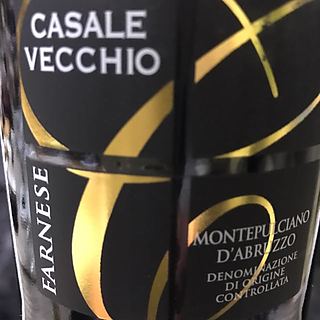 CASALE
VECCHIO
FARNESE
MONTEPULCIANO
D'ABRUZZO
DENOMINAZIONE
DI ORIGINE
CONTROLLATA